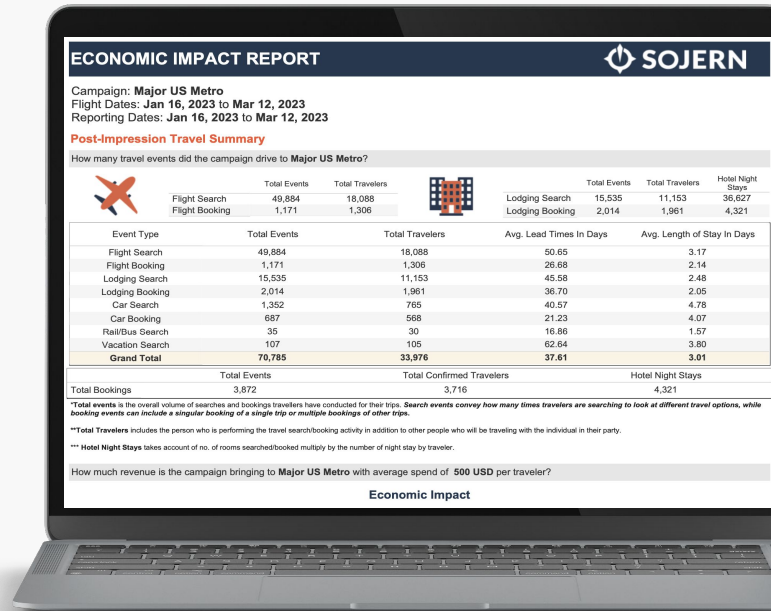 ECONOMIC IMPACT REPORT
SOJERN
Campaign: Major US Metro
Flight Dates: Jan 16, 2023 to Mar 12, 2023
Reporting Dates: Jan 16, 2023 to Mar 12, 2023
Post-Impression Travel Summary
How many travel events did the campaign drive to Major US Metro?
Total Events Total Travelers
Flight Search 49,884 18,088
Flight Booking 1,171 1,306
Total Events Total Travelers Hotel Night Stays
Lodging Search 15,535 11,153 36,627
Lodging Booking 2,014 1,961 4,321
Event Type Total Events Total Travelers Avg. Lead Times In Days Avg. Length of Stay In Days
Flight Search 49,884 18,088 50.65 3.17
Flight Booking 1,171 1,306 26.68 2.14
Lodging Search 15,535 11,153 45.58 2.48
Lodging Booking 2,014 1,961 36.70 2.05
Car Search 1,352 765 40.57 4.78
Car Booking 687 568 21.23 4.07
Rail/Bus Search 35 30 16.86 1.57
Vacation Search 107 105 62.64 3.80
Grand Total 70,785 33,976 37.61 3.01
Total Events Total Confirmed Travelers Hotel Night Stays
Total Bookings 3,872 3,716 4,321
*Total events is the overall volume of searches and bookings travellers have conducted for their trips. Search events convey how many times travelers are searching to look at different travel options, while
booking events can include a singular booking of a single trip or multiple bookings of other trips.
**Total Travelers includes the person who is performing the travel search/booking activity in addition to other people who will be traveling with the individual in their party.
*** Hotel Night Stays takes account of no. of rooms searched/booked multiply by the number of night stay by traveler.
How much revenue is the campaign bringing to Major US Metro with average spend of 500 USD per traveler?
Economic Impact